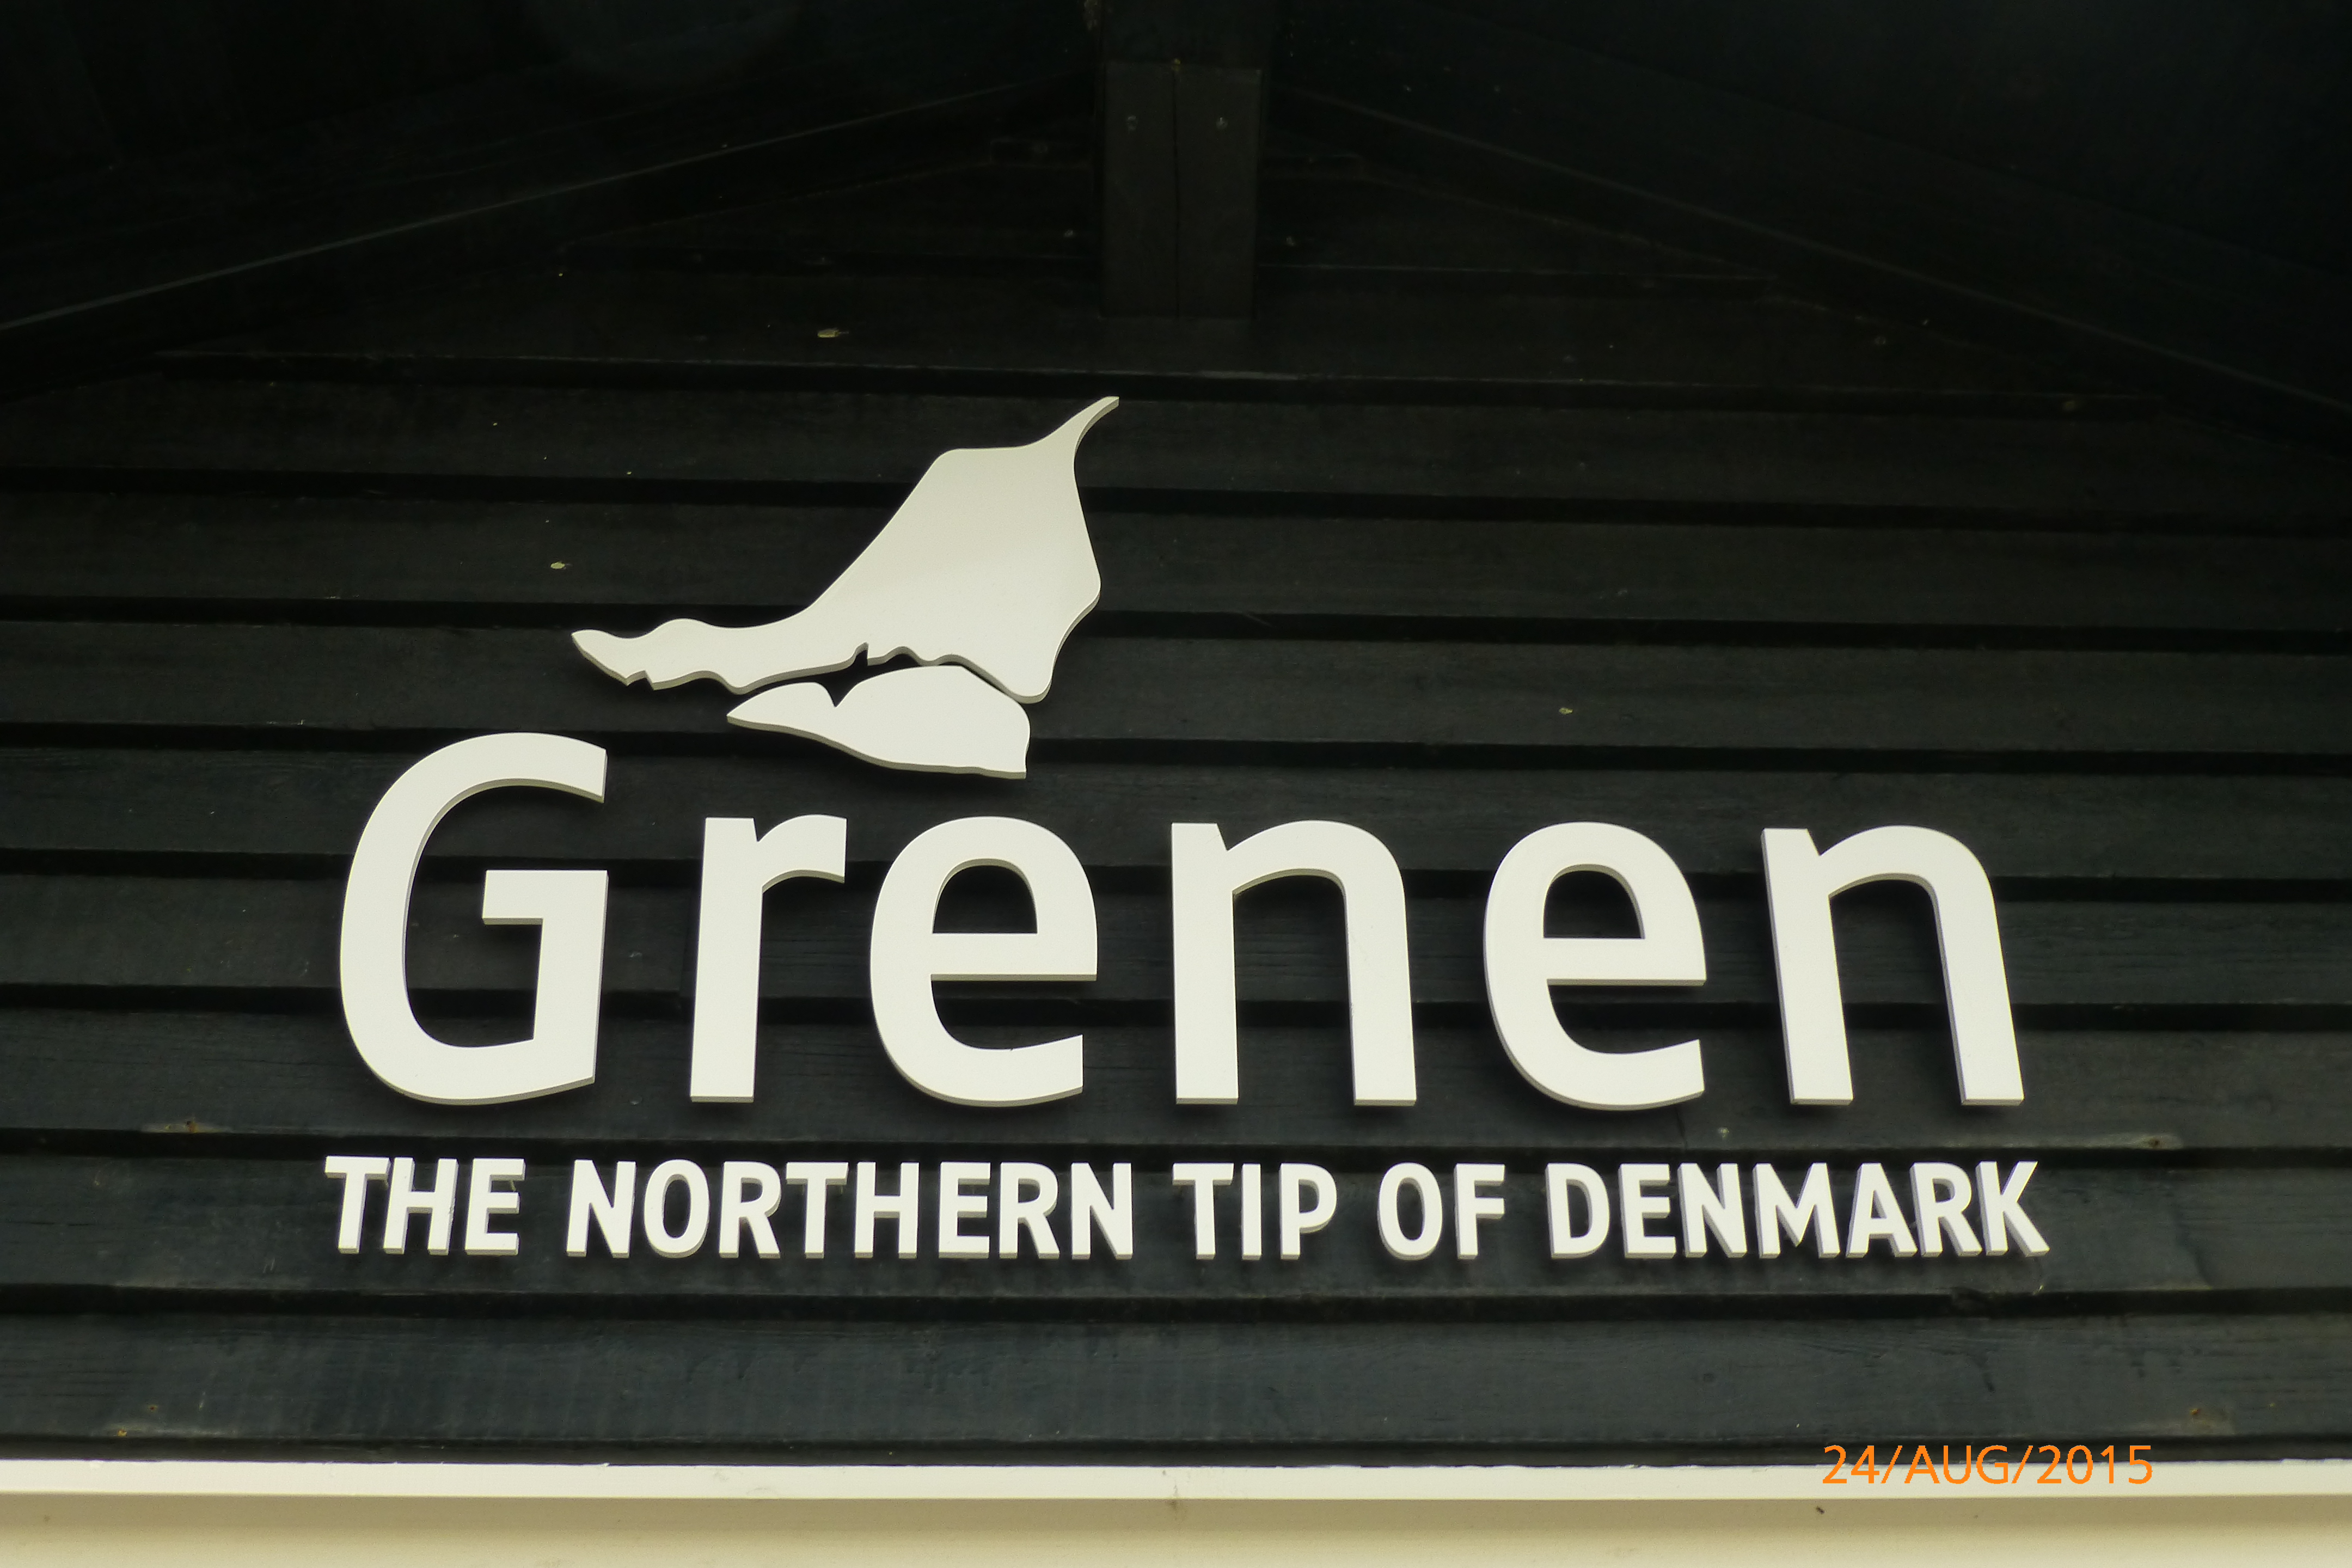 Grenen
THE NORTHERN TIP OF DENMARK
24/AUG/2015